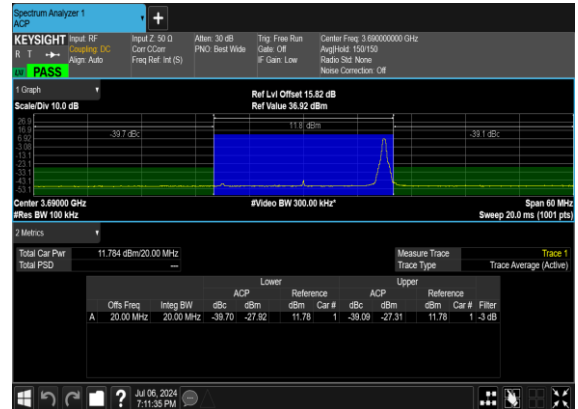 Spectrum Analyzer 1
ACP
+
KEYSIGHT Input: RF Input Z: 50 Ω Atten: 30 dB Trig: Free Run Center Freq: 3.690000000 GHz
R T Coupling: DC Corr CCorr PNO: Best Wide Gate: Off Avg|Hold: 150/150
Align: Auto Freq Ref: Int (S) IF Gain: Low Radio Std: None
PASS Noise Correction: Off
1 Graph
Scale/Div 10.0 dB
Ref Lvl Offset 15.82 dB
Ref Value 36.92 dBm
26.9
16.9
6.92
-3.08
-13.1
-23.1
-33.1
-43.1
-53.1
-39.7 dBc
11.8 dBm
-39.1 dBc
Center 3.69000 GHz #Video BW 300.00 kHz* Span 60 MHz
#Res BW 100 kHz Sweep 20.0 ms (1001 pts)
2 Metrics
Total Car Pwr 11.784 dBm/20.00 MHz Measure Trace Trace 1
Total PSD --- Trace Type Trace Average (Active)
Lower Upper
ACP Reference ACP Reference
Offs Freq Integ BW dBc dBm dBm Car # dBc dBm dBm Car # Filter
A 20.00 MHz 20.00 MHz -39.70 -27.92 11.78 1 -39.09 -27.31 11.78 1 -3 dB
? Jul 06, 2024
7:11:35 PM